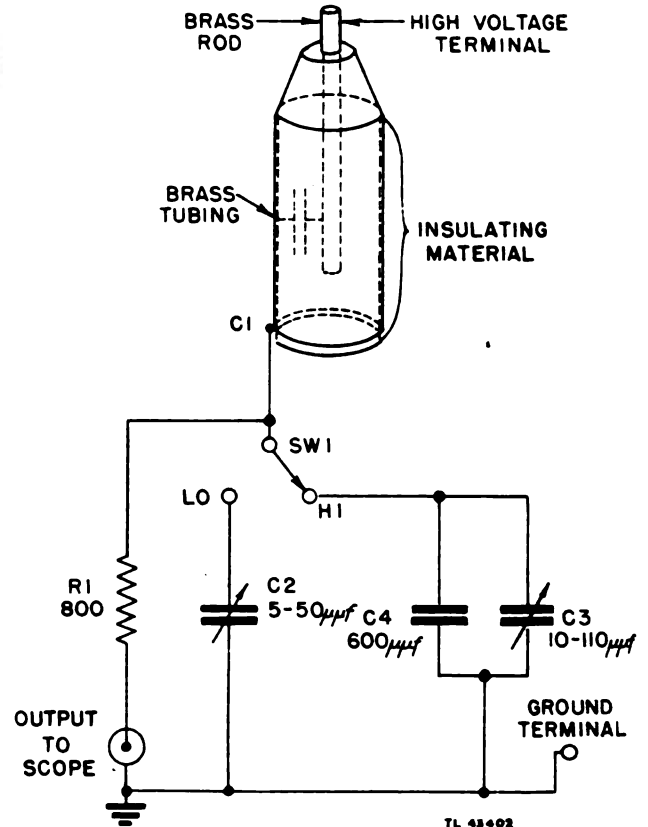 BRASS ROD
HIGH VOLTAGE TERMINAL
BRASS TUBING
INSULATING MATERIAL
C1
SW1
LO
HI
R1
800
C2
5-50μμf
C4
600μμf
C3
10-110μμf
OUTPUT TO SCOPE
GROUND TERMINAL
TL 43402